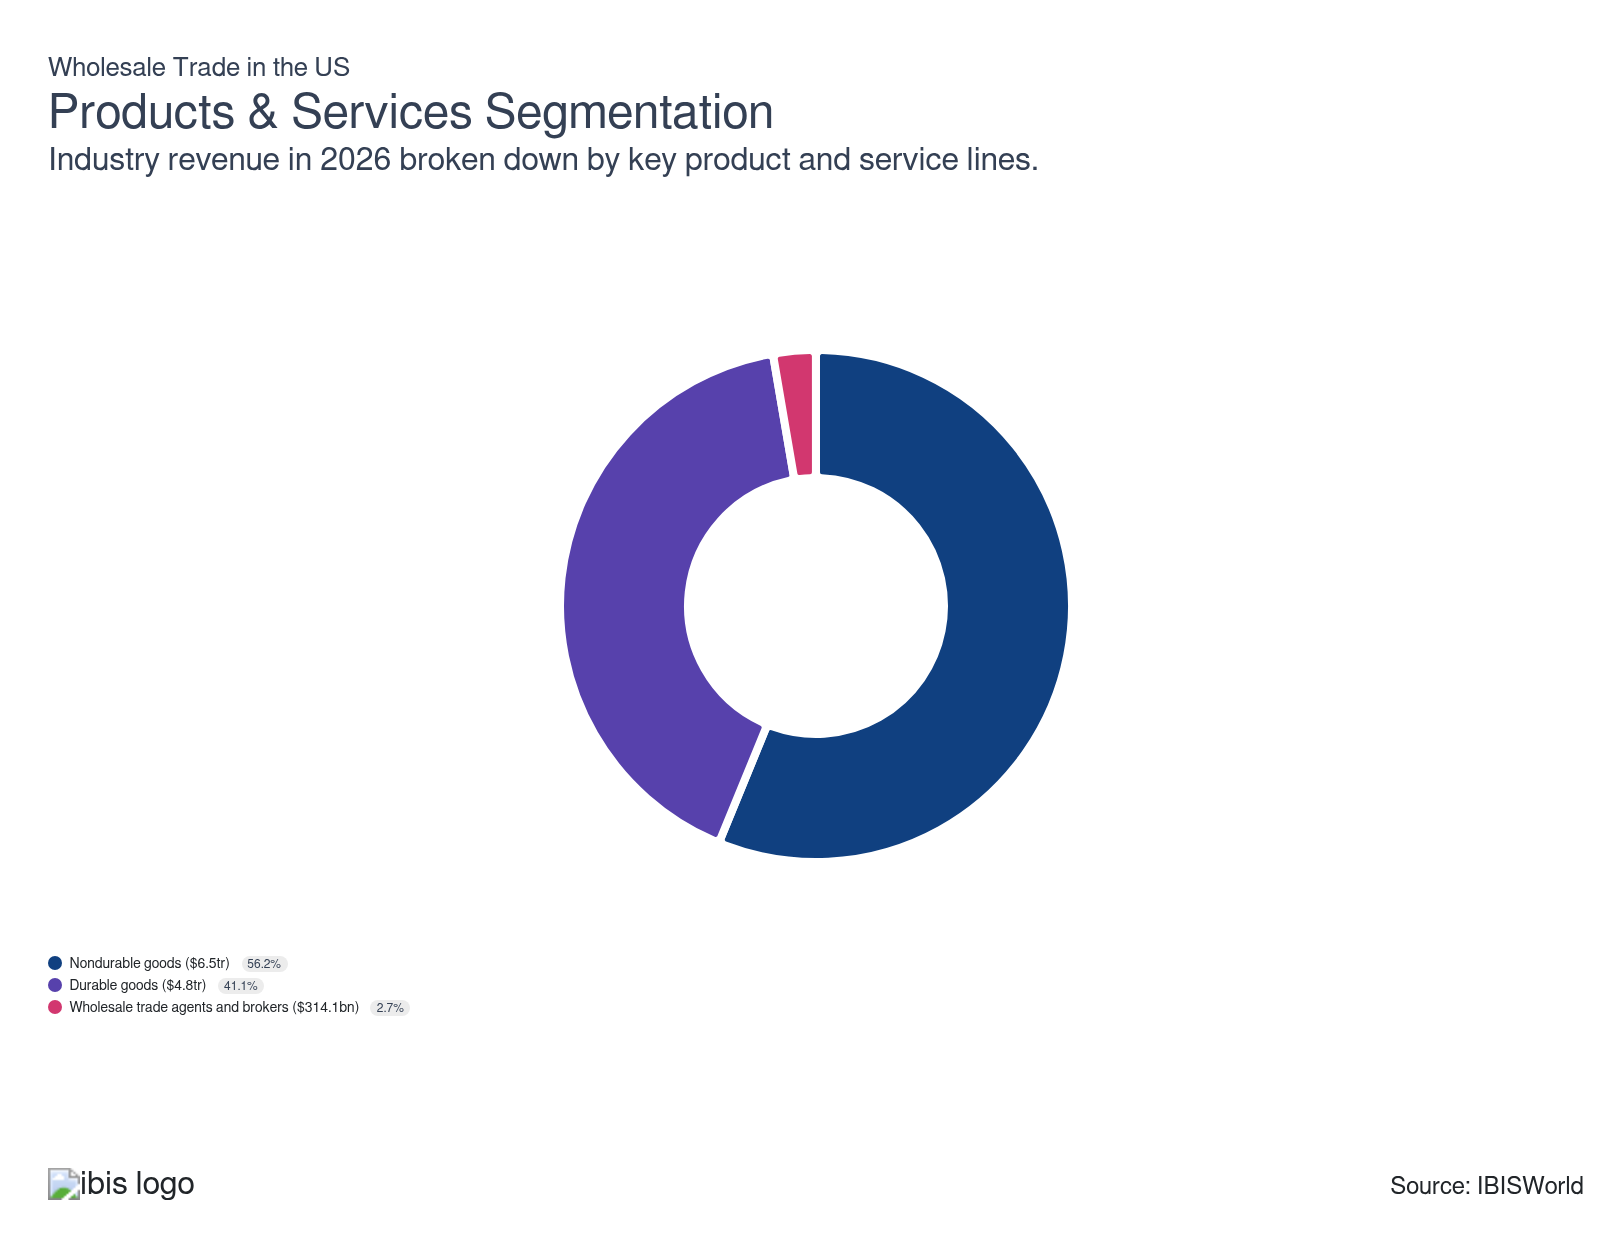 Wholesale Trade in the US
Products & Services Segmentation
Industry revenue in 2026 broken down by key product and service lines.
Nondurable goods ($6.5tr) 56.2%
Durable goods ($4.8tr) 41.1%
Wholesale trade agents and brokers ($314.1bn) 2.7%
ibis logo
Source: IBISWorld